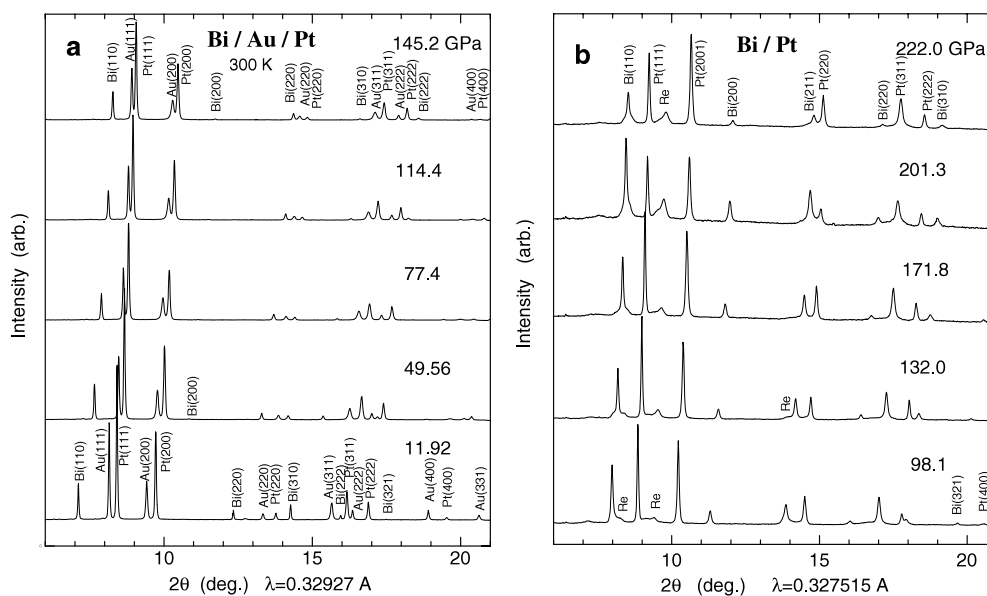 a
Bi / Au / Pt
300 K
145.2 GPa
Bi(110)
Au(111)
Pt(111)
Au(200)
Pt(200)
Bi(200)
Bi(220)
Au(220)
Pt(220)
Bi(310)
Au(311)
Pt(311)
Au(222)
Pt(222)
Bi(222)
Au(400)
Pt(400)
114.4
77.4
49.56
Bi(200)
11.92
Bi(110)
Au(111)
Pt(111)
Au(200)
Pt(200)
Bi(220)
Au(220)
Pt(220)
Bi(310)
Au(311)
Bi(222)
Pt(311)
Au(222)
Pt(222)
Bi(321)
Au(400)
Pt(400)
Au(331)
Intensity (arb.)
10 15 20
2θ (deg.) λ=0.32927 A
b
Bi / Pt
222.0 GPa
Bi(110)
Pt(111)
Re
Pt(2001)
Bi(200)
Bi(211)
Pt(220)
Bi(220)
Pt(311)
Pt(222)
Bi(310)
201.3
171.8
132.0
Re
98.1
Re
Re
Bi(321)
Pt(400)
Intensity (arb.)
10 15 20
2θ (deg.) λ=0.327515 A